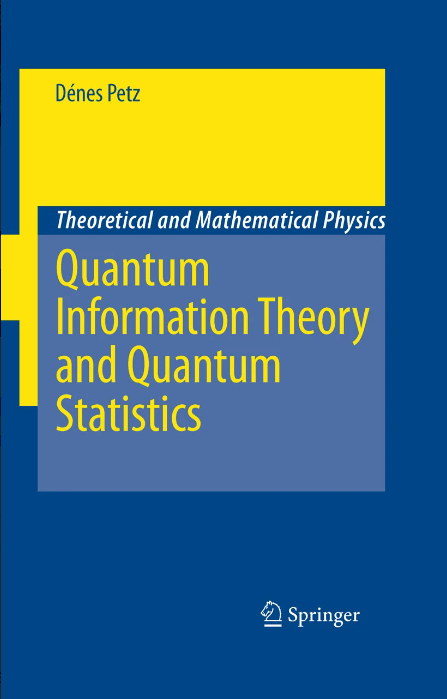 Dénes Petz
Theoretical and Mathematical Physics
Quantum
Information Theory
and Quantum
Statistics
Springer